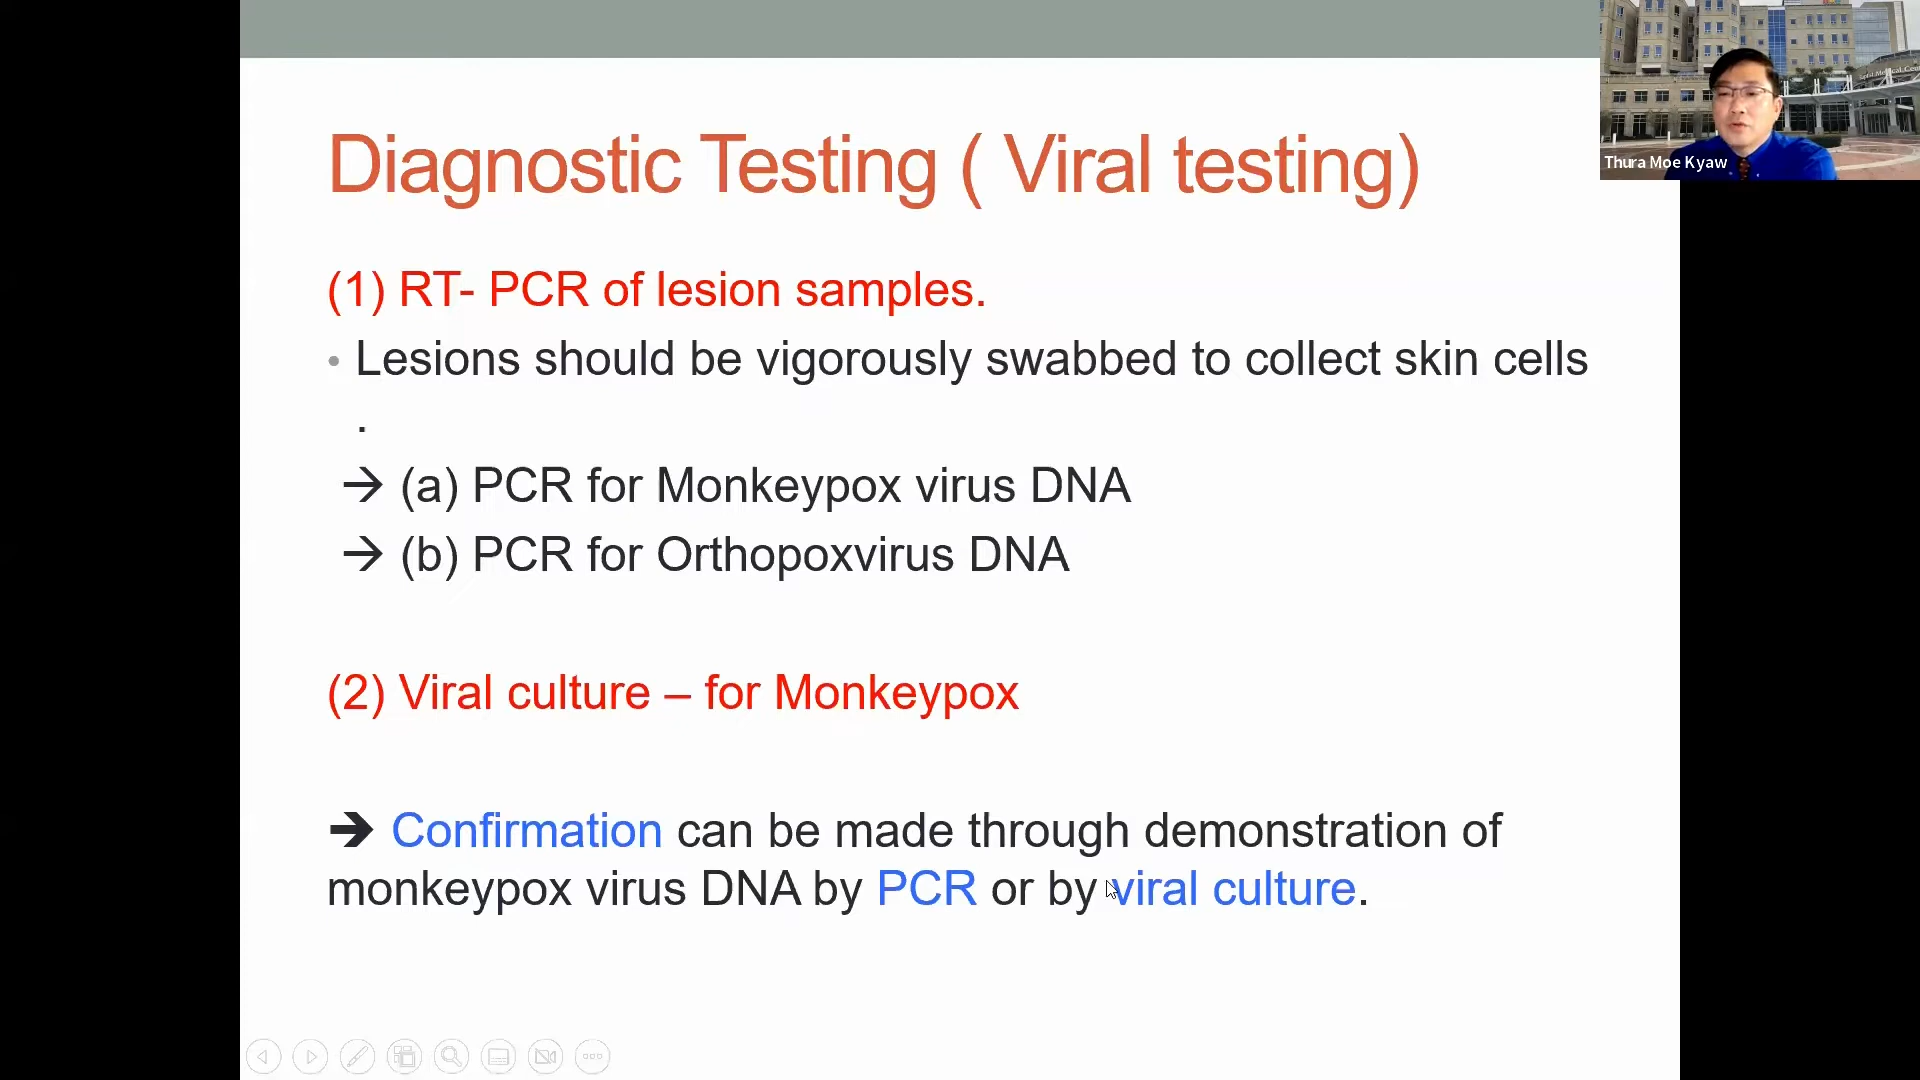 Diagnostic Testing ( Viral testing)
(1) RT- PCR of lesion samples.
• Lesions should be vigorously swabbed to collect skin cells
.
→ (a) PCR for Monkeypox virus DNA
→ (b) PCR for Orthopoxvirus DNA
(2) Viral culture – for Monkeypox
➔ Confirmation can be made through demonstration of
monkeypox virus DNA by PCR or by viral culture.
Thura Moe Kyaw